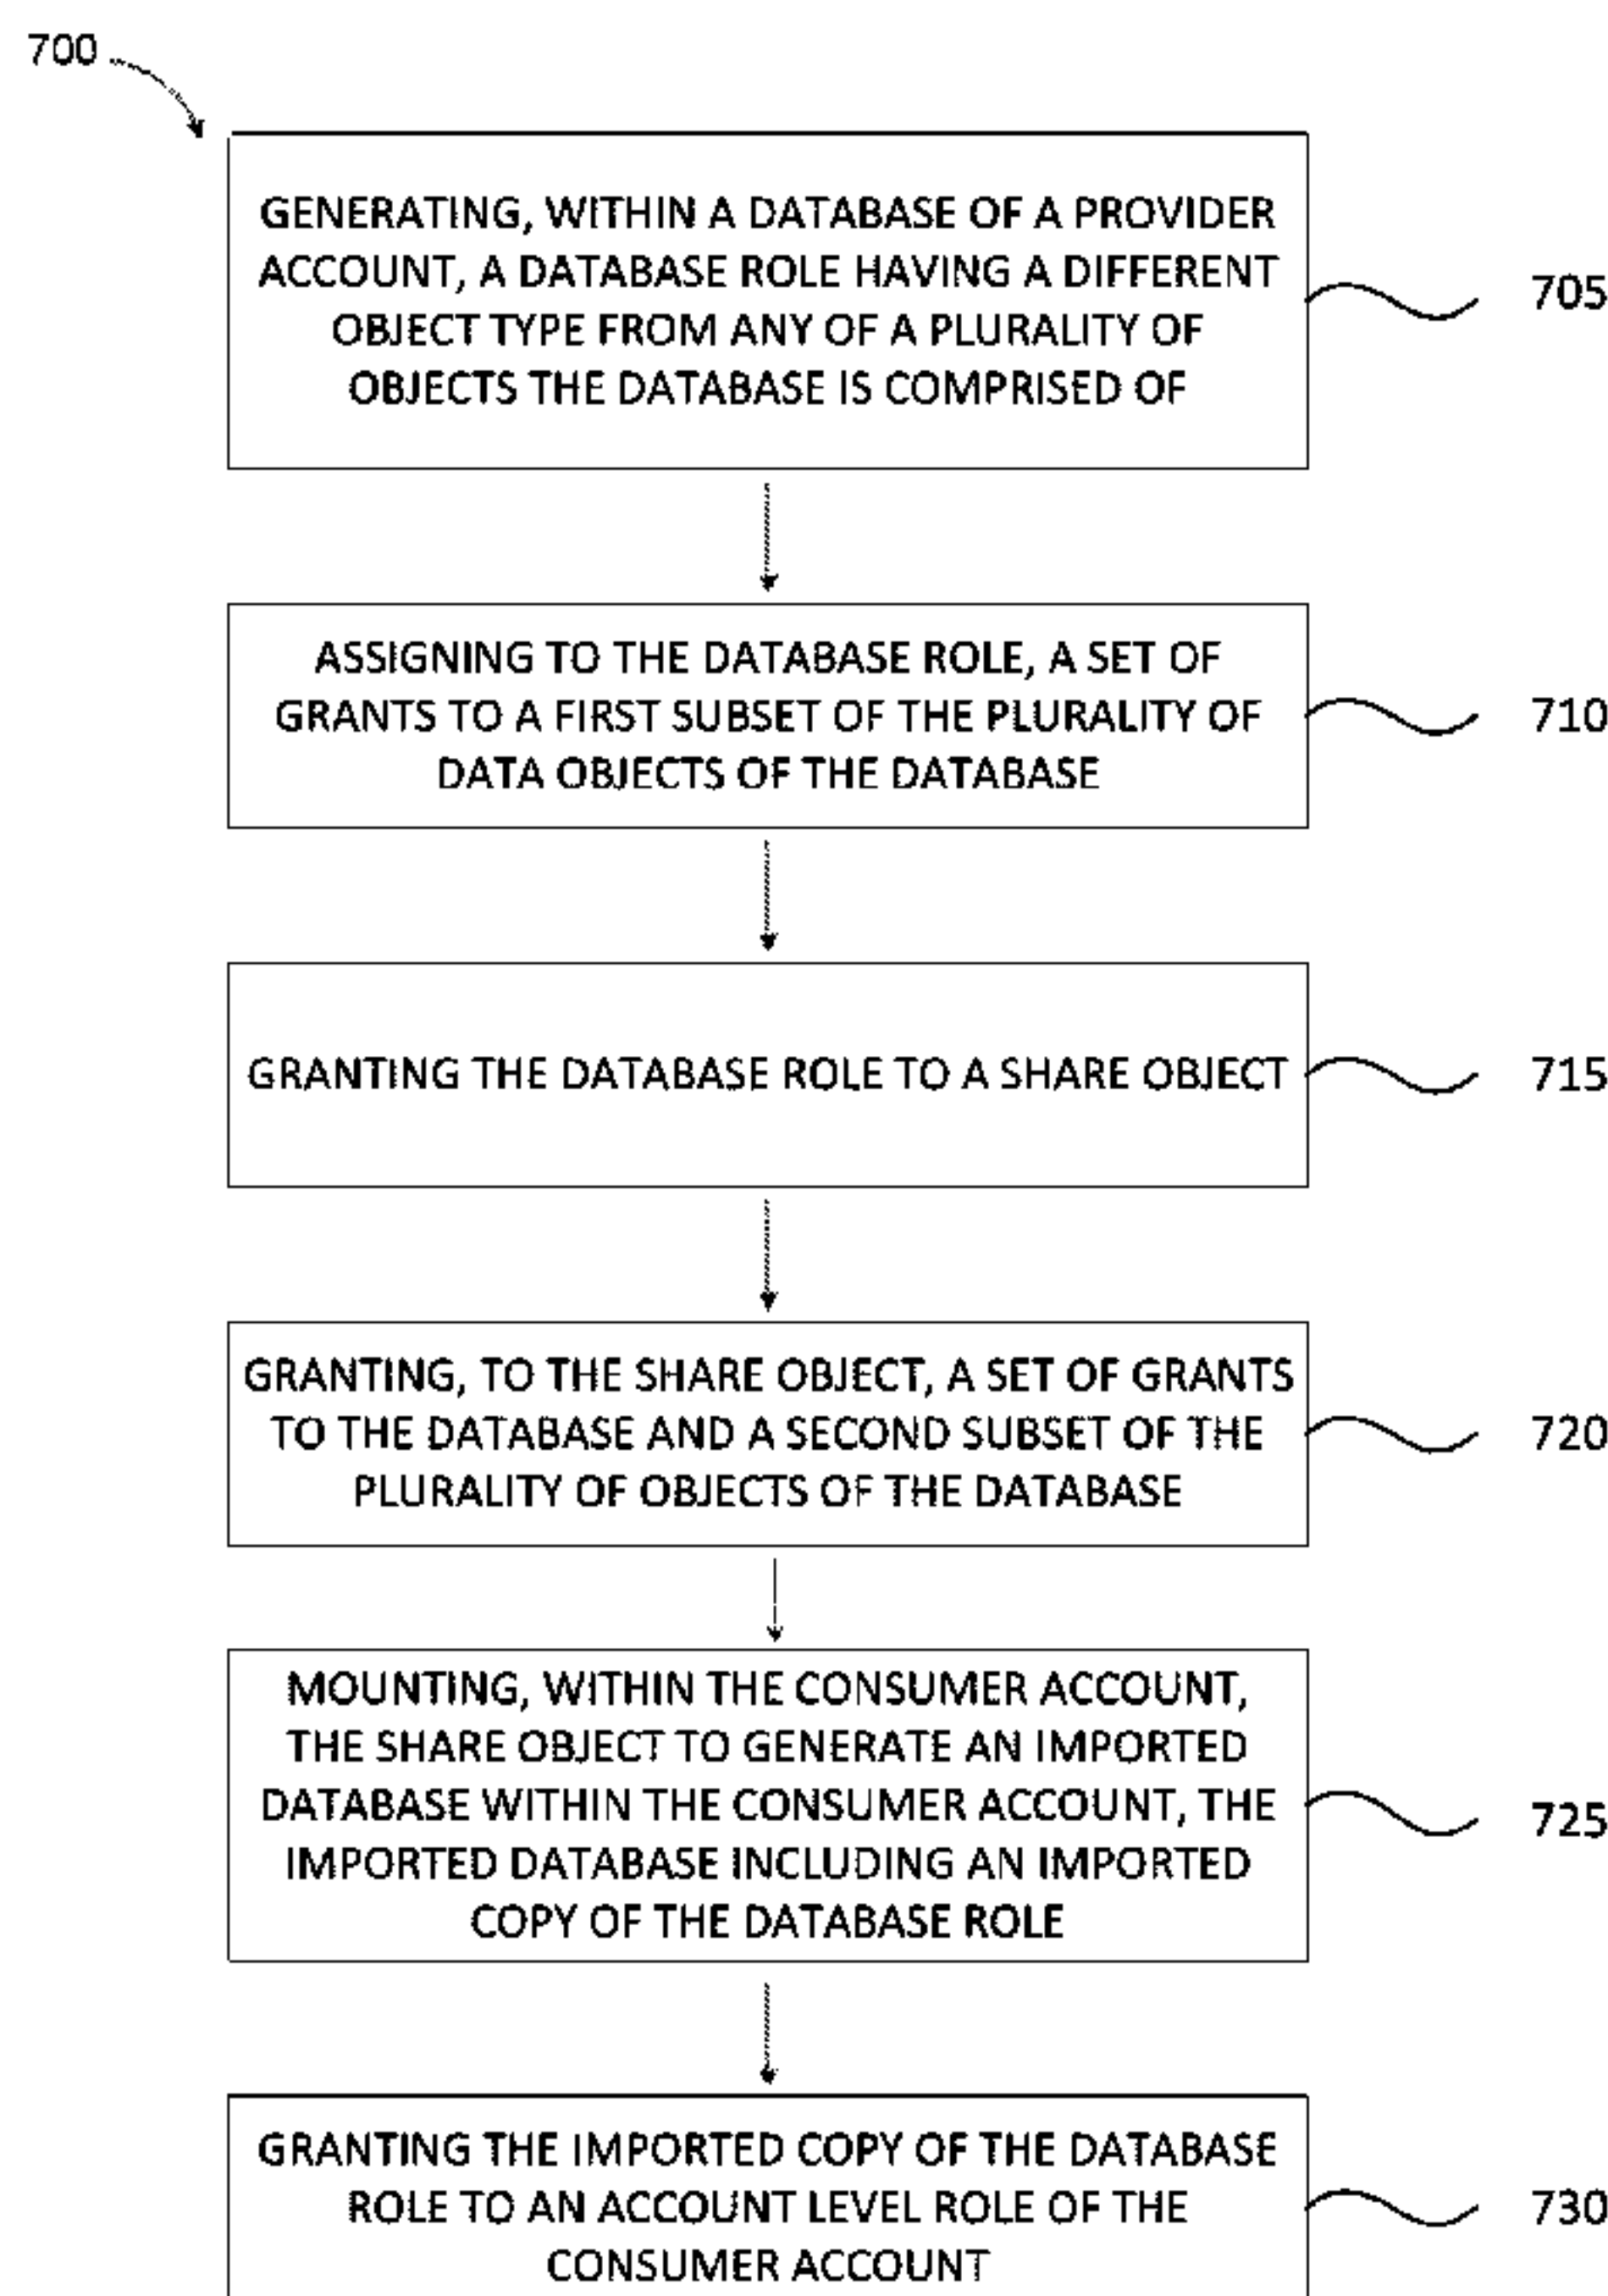 700
GENERATING, WITHIN A DATABASE OF A PROVIDER
ACCOUNT, A DATABASE ROLE HAVING A DIFFERENT
OBJECT TYPE FROM ANY OF A PLURALITY OF
OBJECTS THE DATABASE IS COMPRISED OF
705
ASSIGNING TO THE DATABASE ROLE, A SET OF
GRANTS TO A FIRST SUBSET OF THE PLURALITY OF
DATA OBJECTS OF THE DATABASE
710
GRANTING THE DATABASE ROLE TO A SHARE OBJECT
715
GRANTING, TO THE SHARE OBJECT, A SET OF GRANTS
TO THE DATABASE AND A SECOND SUBSET OF THE
PLURALITY OF OBJECTS OF THE DATABASE
720
MOUNTING, WITHIN THE CONSUMER ACCOUNT,
THE SHARE OBJECT TO GENERATE AN IMPORTED
DATABASE WITHIN THE CONSUMER ACCOUNT, THE
IMPORTED DATABASE INCLUDING AN IMPORTED
COPY OF THE DATABASE ROLE
725
GRANTING THE IMPORTED COPY OF THE DATABASE
ROLE TO AN ACCOUNT LEVEL ROLE OF THE
CONSUMER ACCOUNT
730